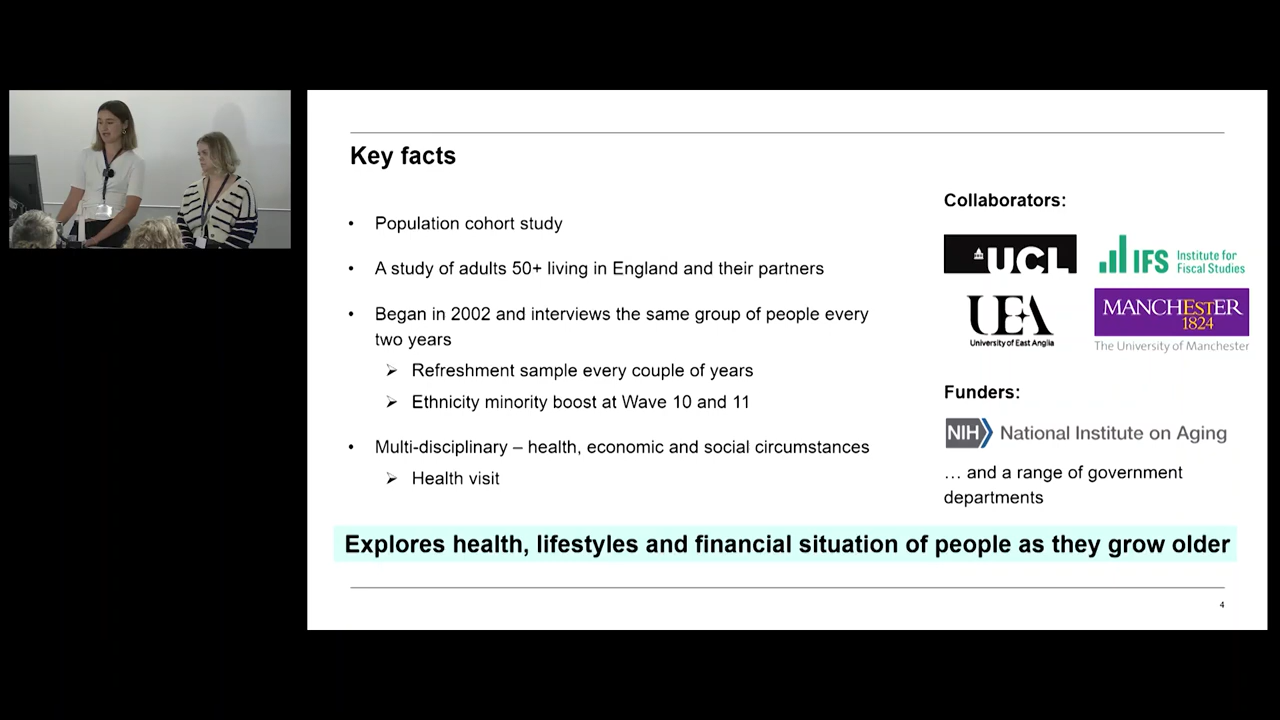 Key facts
• Population cohort study
• A study of adults 50+ living in England and their partners
• Began in 2002 and interviews the same group of people every
two years
➢ Refreshment sample every couple of years
➢ Ethnicity minority boost at Wave 10 and 11
• Multi-disciplinary – health, economic and social circumstances
➢ Health visit
Collaborators:
UCL
IFS Institute for
Fiscal Studies
UEA
University of East Anglia
MANCHESTER
1824
The University of Manchester
Funders:
NIH National Institute on Aging
… and a range of government
departments
Explores health, lifestyles and financial situation of people as they grow older
4